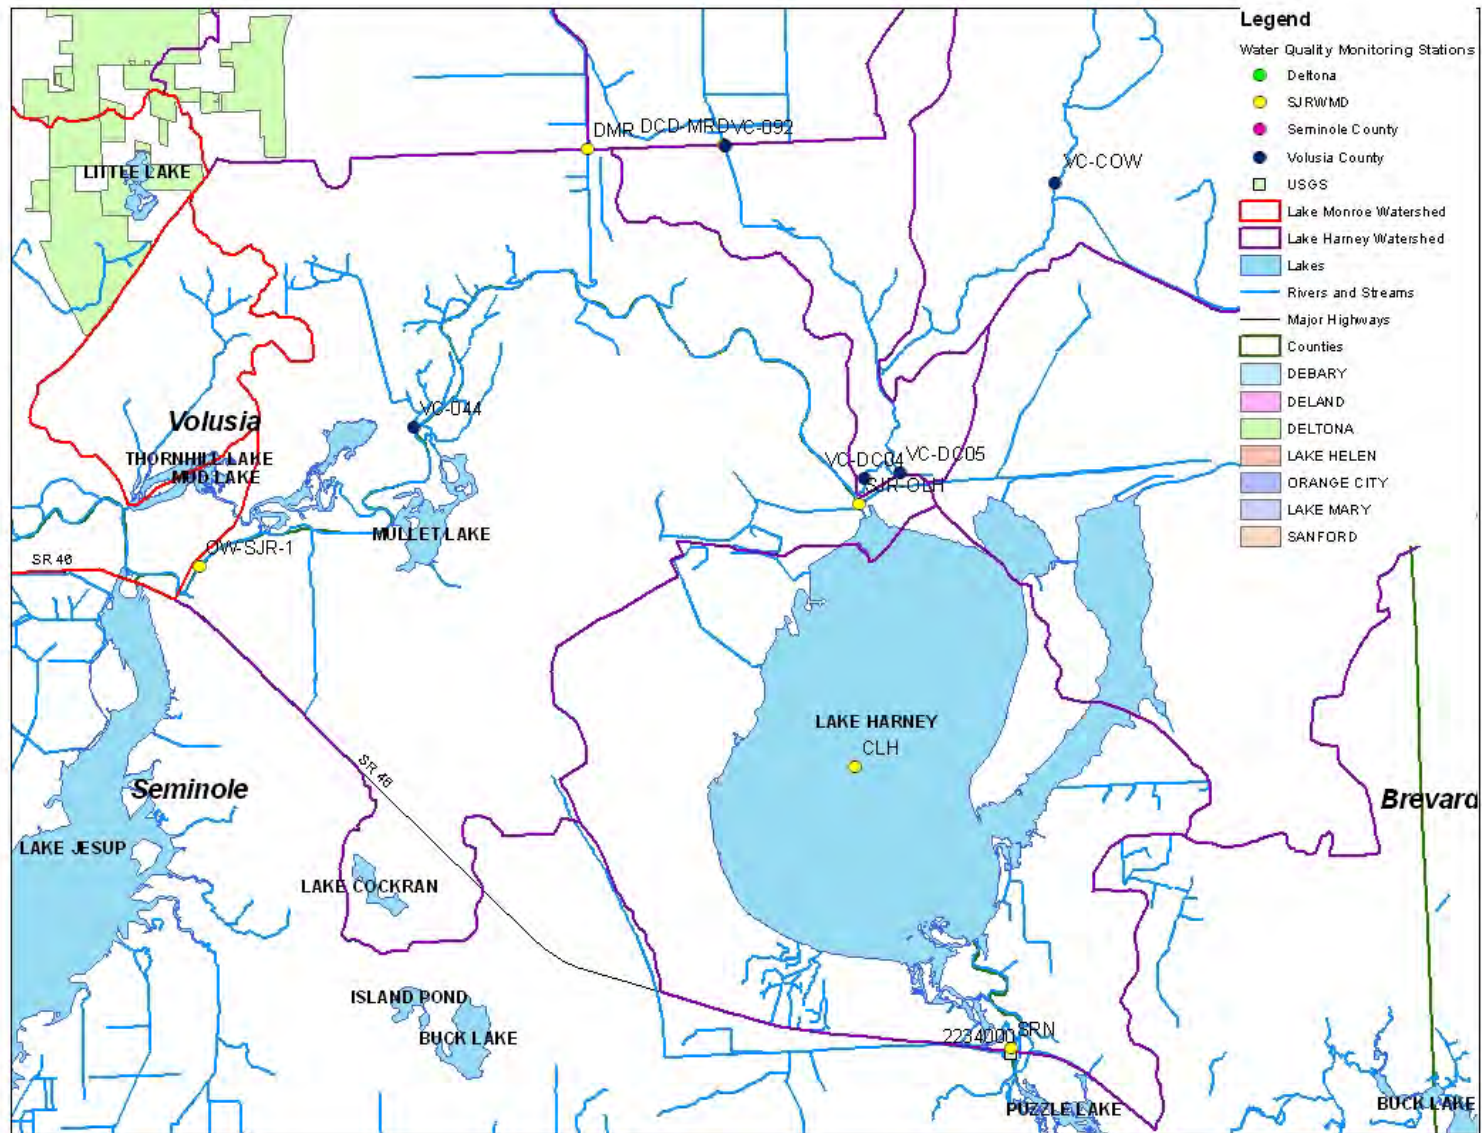 Legend
Water Quality Monitoring Stations
Deltona
SJRWMD
Seminole County
Volusia County
USGS
Lake Monroe Watershed
Lake Harney Watershed
Lakes
Rivers and Streams
Major Highways
Counties
DEBARY
DELAND
DELTONA
LAKE HELEN
ORANGE CITY
LAKE MARY
SANFORD
DMR
DCD-MRD
VC-092
VC-COW
LITTLE LAKE
VC-044
Volusia
THORNHILL LAKE
MUD LAKE
VC-DC04
VC-DC05
SJR-OLH
MULLET LAKE
OW-SJR-1
SR 46
LAKE HARNEY
CLH
SR 46
Seminole
Brevard
LAKE JESUP
LAKE COCKRAN
ISLAND POND
BUCK LAKE
2234000
SRN
PUZZLE LAKE
BUCK LAKE